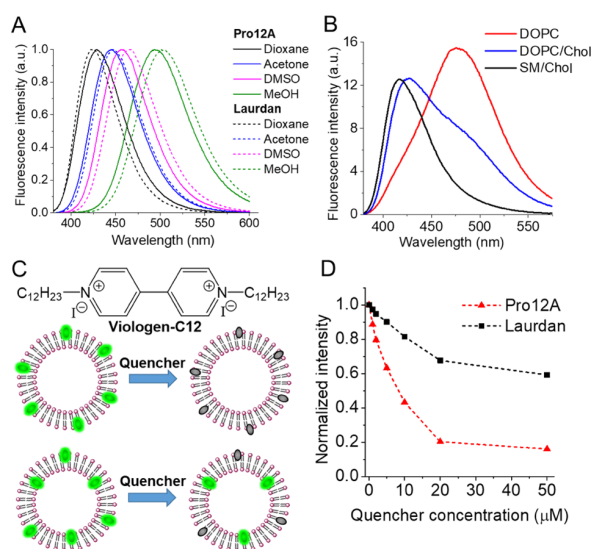 A
Fluorescence intensity (a.u.)
1.0
0.8
0.6
0.4
0.2
0.0
400 450 500 550 600
Wavelength (nm)
Pro12A
Dioxane
Acetone
DMSO
MeOH
Laurdan
Dioxane
Acetone
DMSO
MeOH
B
Fluorescence intensity (a.u.)
16
12
8
4
0
400 450 500 550
Wavelength (nm)
DOPC
DOPC/Chol
SM/Chol
C
C12H23-N+ +N-C12H23
I− I−
Viologen-C12
Quencher
Quencher
D
Normalized intensity
1.0
0.8
0.6
0.4
0.2
0.0
0 10 20 30 40 50
Quencher concentration (μM)
Pro12A
Laurdan